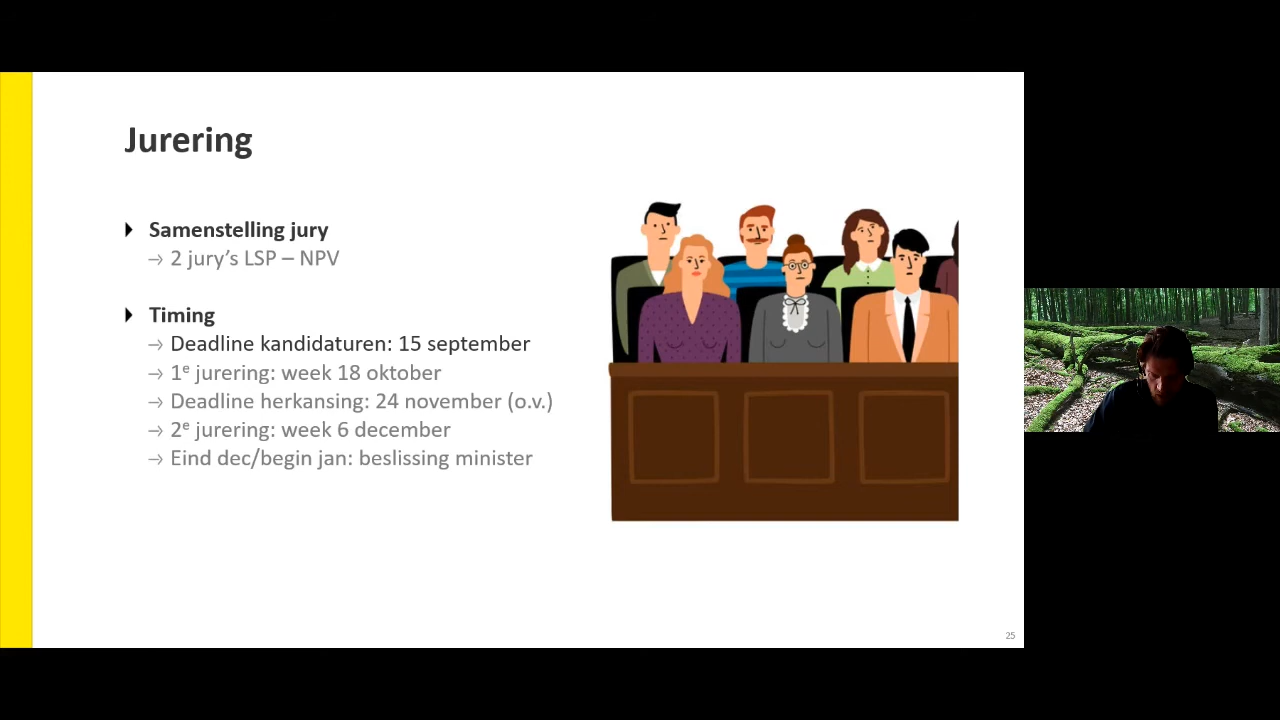 Jurering
Samenstelling jury
→ 2 jury's LSP – NPV
Timing
→ Deadline kandidaturen: 15 september
→ 1e jurering: week 18 oktober
→ Deadline herkansing: 24 november (o.v.)
→ 2e jurering: week 6 december
→ Eind dec/begin jan: beslissing minister
25